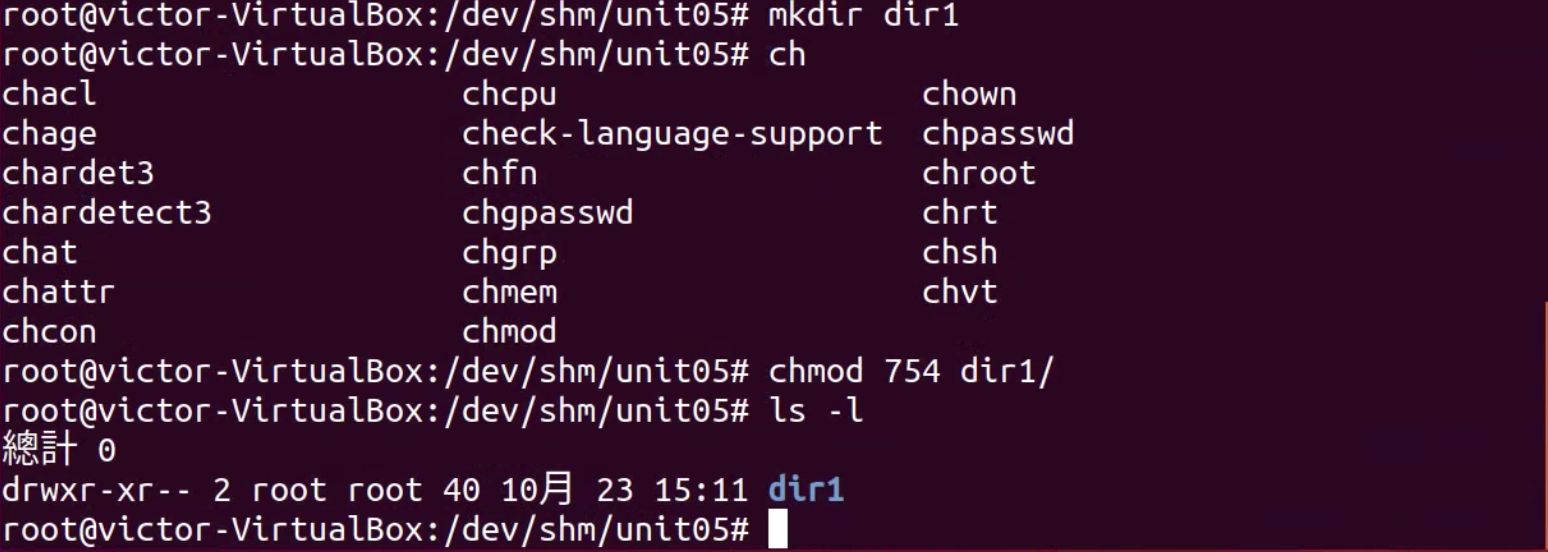 root@victor-VirtualBox:/dev/shm/unit05# mkdir dir1
root@victor-VirtualBox:/dev/shm/unit05# ch
chacl chcpu chown
chage check-language-support chpasswd
chardet3 chfn chroot
chardetect3 chgpasswd chrt
chat chgrp chsh
chattr chmem chvt
chcon chmod
root@victor-VirtualBox:/dev/shm/unit05# chmod 754 dir1/
root@victor-VirtualBox:/dev/shm/unit05# ls -l
總計 0
drwxr-xr-- 2 root root 40 10月 23 15:11 dir1
root@victor-VirtualBox:/dev/shm/unit05#